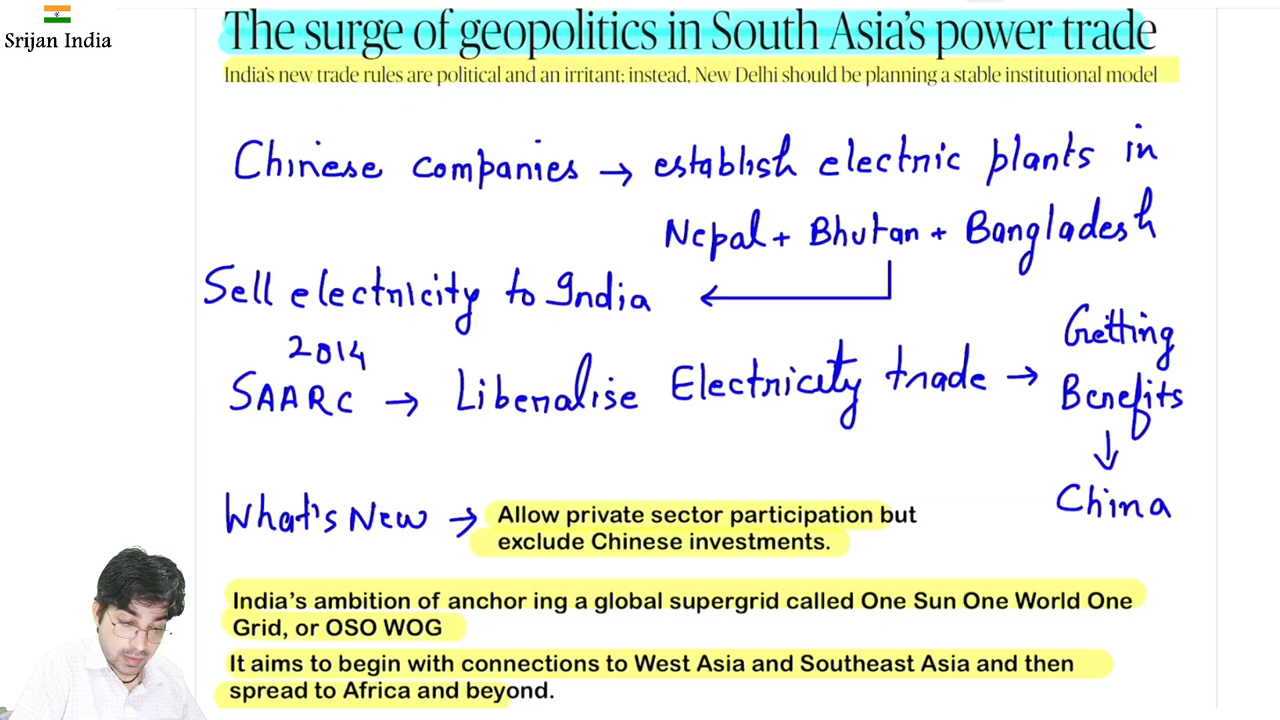 Srijan India
The surge of geopolitics in South Asia's power trade
India's new trade rules are political and an irritant; instead, New Delhi should be planning a stable institutional model
Chinese companies → establish electric plants in
Nepal + Bhutan + Bangladesh
Sell electricity to India ←
2014
SAARC → Liberalise Electricity trade →
Getting
Benefits
↓
China
What's New →
Allow private sector participation but
exclude Chinese investments.
India's ambition of anchor ing a global supergrid called One Sun One World One
Grid, or OSO WOG
It aims to begin with connections to West Asia and Southeast Asia and then
spread to Africa and beyond.